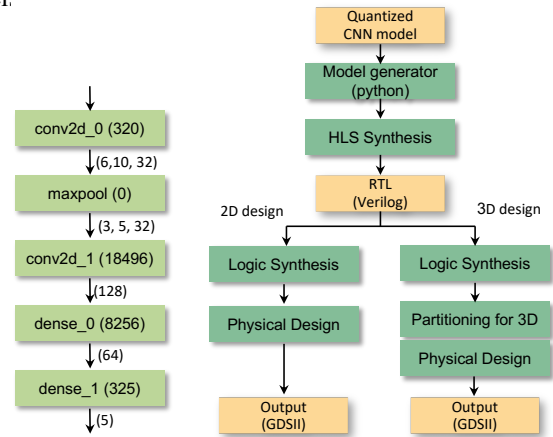 conv2d_0 (320)
(6,10, 32)
maxpool (0)
(3, 5, 32)
conv2d_1 (18496)
(128)
dense_0 (8256)
(64)
dense_1 (325)
(5)
Quantized
CNN model
Model generator
(python)
HLS Synthesis
RTL
(Verilog)
2D design
3D design
Logic Synthesis
Physical Design
Output
(GDSII)
Logic Synthesis
Partitioning for 3D
Physical Design
Output
(GDSII)